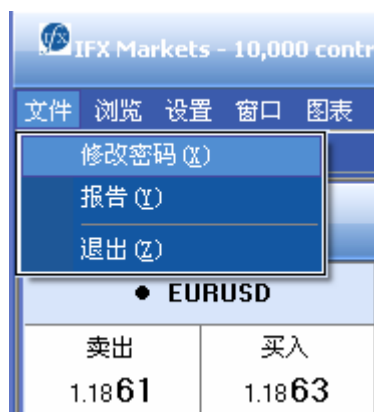 ifx IFX Markets - 10,000 contr
文件 浏览 设置 窗口 图表
修改密码(X)
报告(Y)
退出(Z)
● EURUSD
卖出 买入
1.1861 1.1863